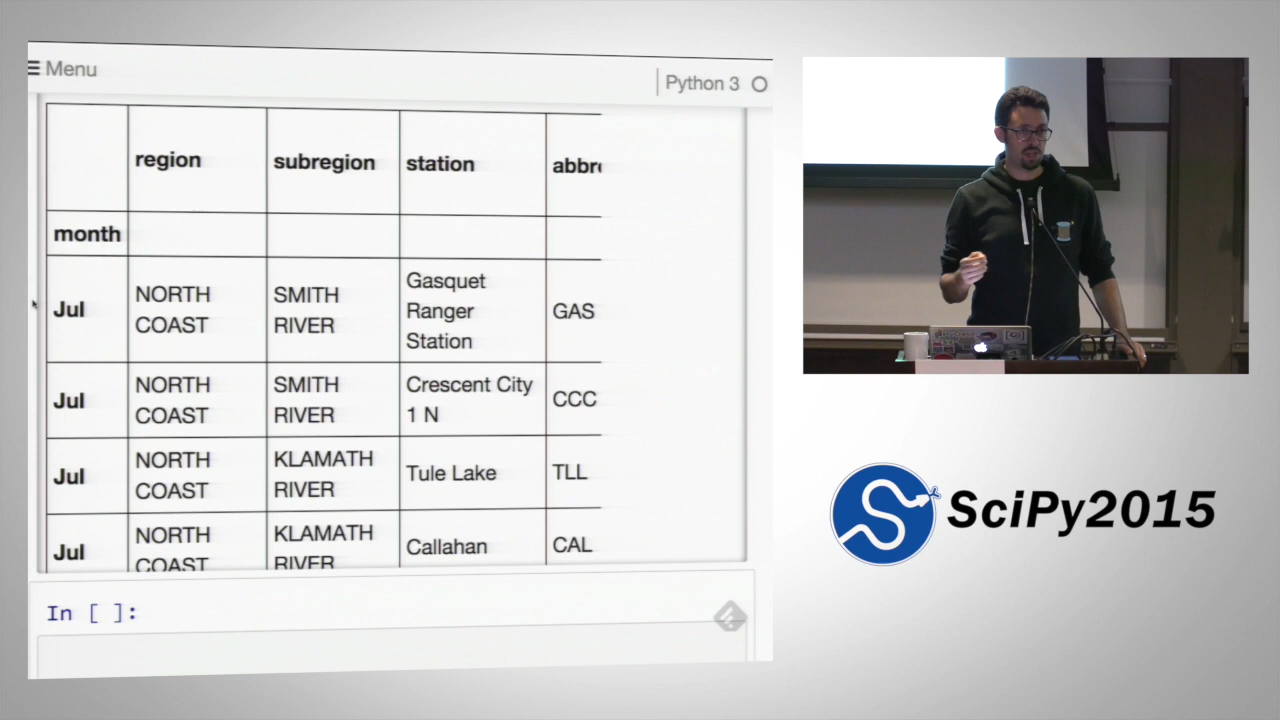 Menu
Python 3
region subregion station abbr
month
Jul NORTH COAST SMITH RIVER Gasquet Ranger Station GAS
Jul NORTH COAST SMITH RIVER Crescent City 1 N CCC
Jul NORTH COAST KLAMATH RIVER Tule Lake TLL
Jul NORTH COAST KLAMATH RIVER Callahan CAL
In [ ]:
SciPy2015